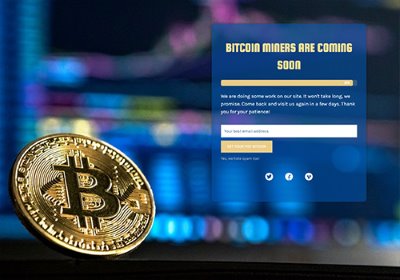 BITCOIN MINERS ARE COMING
SOON
We are doing some work on our site. It won't take long, we
promise. Come back and visit us again in a few days. Thank
you for your patience!
Your best email address
Yes, we hate spam too!